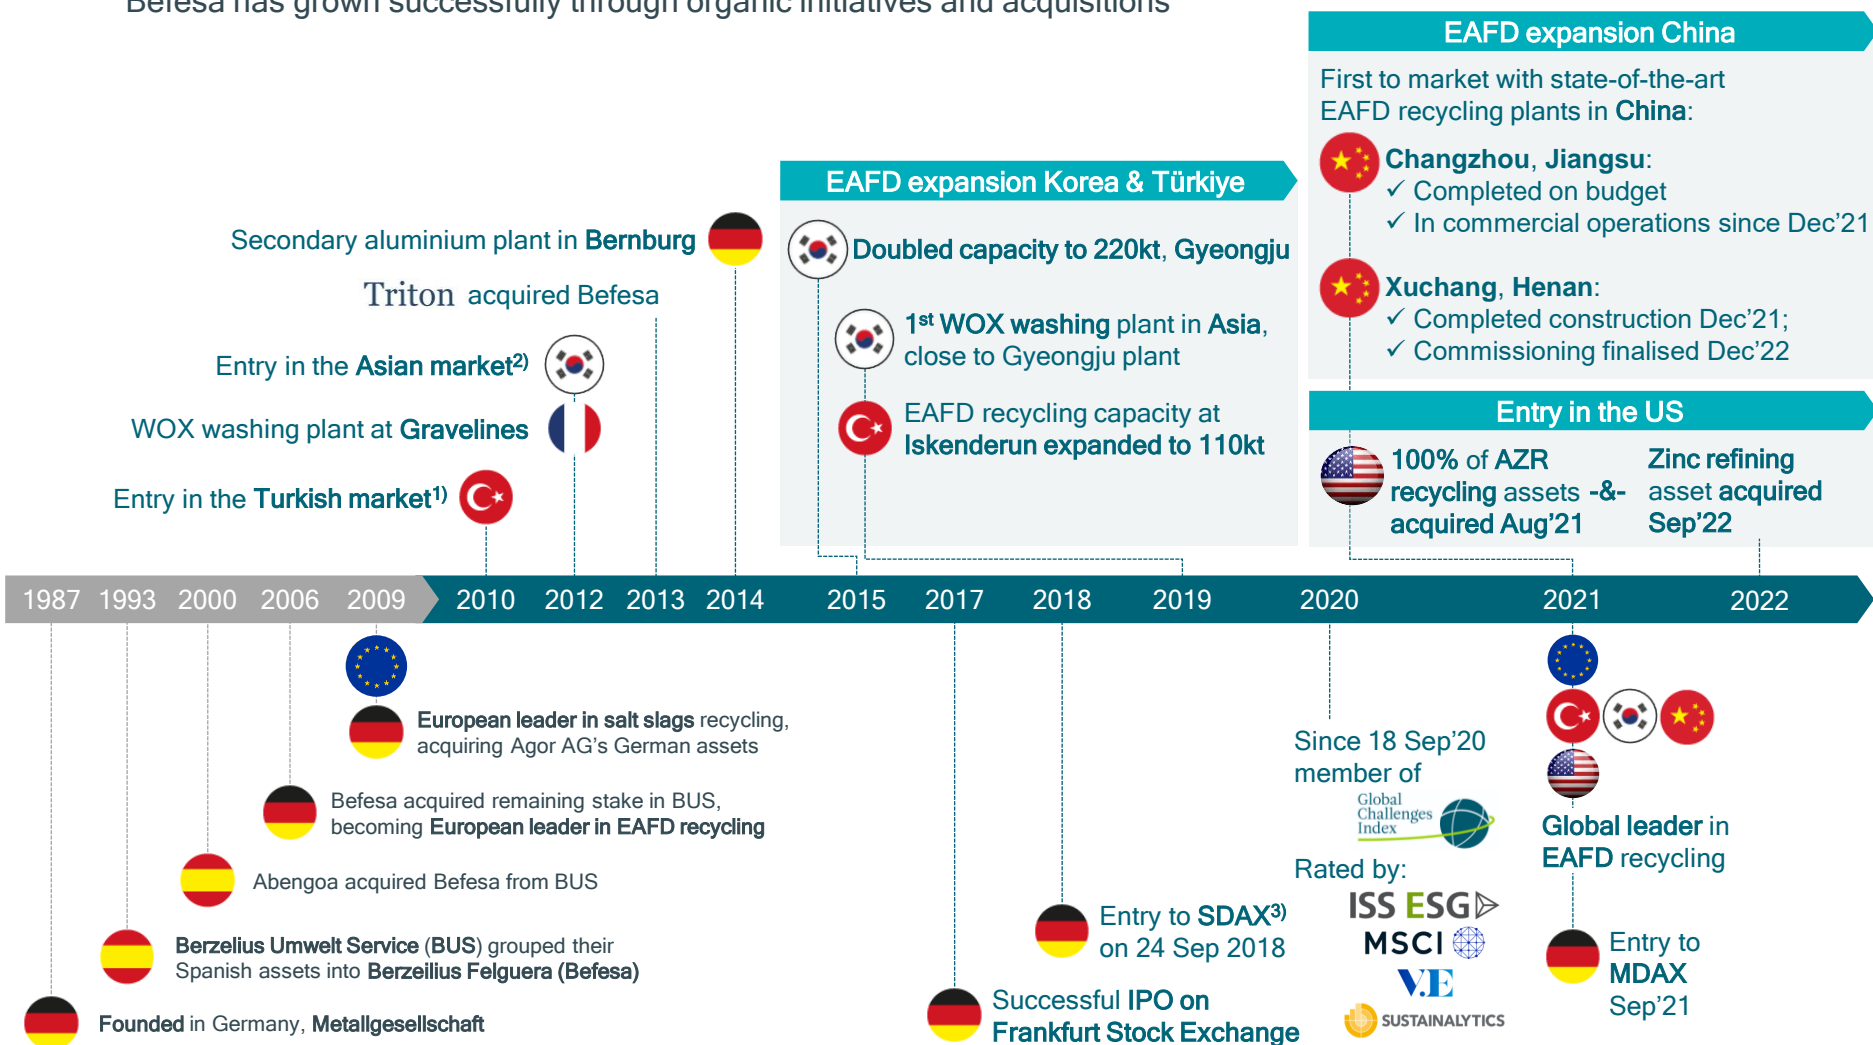 Befesa has grown successfully through organic initiatives and acquisitions
EAFD expansion China
First to market with state-of-the-art
EAFD recycling plants in China:
Changzhou, Jiangsu:
✓ Completed on budget
✓ In commercial operations since Dec’21
Xuchang, Henan:
✓ Completed construction Dec’21;
✓ Commissioning finalised Dec’22
EAFD expansion Korea & Türkiye
Doubled capacity to 220kt, Gyeongju
1st WOX washing plant in Asia,
close to Gyeongju plant
EAFD recycling capacity at
Iskenderun expanded to 110kt
Entry in the US
100% of AZR
recycling assets -&-
acquired Aug’21
Zinc refining
asset acquired
Sep’22
Secondary aluminium plant in Bernburg
Triton acquired Befesa
Entry in the Asian market2)
WOX washing plant at Gravelines
Entry in the Turkish market1)
1987 1993 2000 2006 2009 2010 2012 2013 2014 2015 2017 2018 2019 2020 2021 2022
European leader in salt slags recycling,
acquiring Agor AG’s German assets
Befesa acquired remaining stake in BUS,
becoming European leader in EAFD recycling
Abengoa acquired Befesa from BUS
Berzelius Umwelt Service (BUS) grouped their
Spanish assets into Berzeilius Felguera (Befesa)
Founded in Germany, Metallgesellschaft
Successful IPO on
Frankfurt Stock Exchange
Entry to SDAX3)
on 24 Sep 2018
Since 18 Sep’20
member of
Global
Challenges
Index
Rated by:
ISS ESG
MSCI
V.E
SUSTAINALYTICS
Global leader in
EAFD recycling
Entry to
MDAX
Sep’21